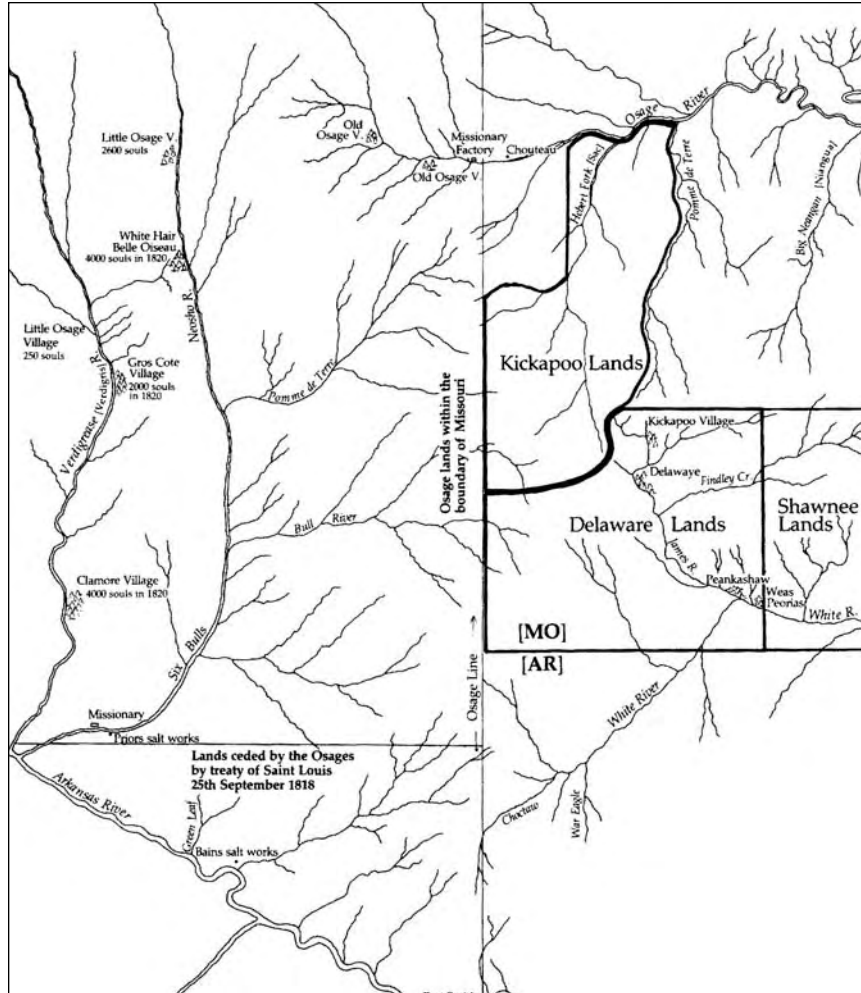 Little Osage V.
2600 souls
Old
Osage V.
Old Osage V.
Missionary
Factory
Chouteau
Osage River
Hobert Fork [Sac]
Pomme de Terre
Big Neangan [Niangua]
White Hair
Belle Oiseau
4000 souls in 1820
Neosho R.
Little Osage
Village
250 souls
Gros Cote
Village
2000 souls
in 1820
Verdigroase [Verdigris] R.
[Pomme de Terre
Osage lands within the
boundary of Missouri
Kickapoo Lands
Kickapoo Village
Delawaye
Findley Cr.
Delaware Lands
Shawnee
Lands
James R.
Peankashaw
Weas
Peorias
White R.
Bull River
Clamore Village
4000 souls in 1820
Six Bulls
[MO]
[AR]
Osage Line
Missionary
Priors salt works
Lands ceded by the Osages
by treaty of Saint Louis
25th September 1818
White River
Choctaw
War Eagle
Arkansas River
Green Leaf
Bains salt works